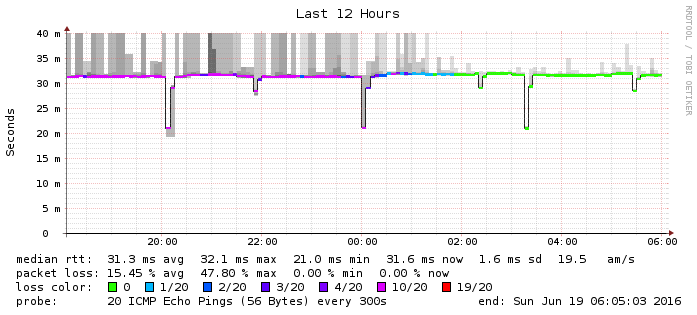 Last 12 Hours
RRDTOOL / TOBI OETIKER
Seconds
40 m
35 m
30 m
25 m
20 m
15 m
10 m
5 m
0
20:00 22:00 00:00 02:00 04:00 06:00
median rtt: 31.3 ms avg 32.1 ms max 21.0 ms min 31.6 ms now 1.6 ms sd 19.5 am/s
packet loss: 15.45 % avg 47.80 % max 0.00 % min 0.00 % now
loss color: 0 1/20 2/20 3/20 4/20 10/20 19/20
probe: 20 ICMP Echo Pings (56 Bytes) every 300s end: Sun Jun 19 06:05:03 2016